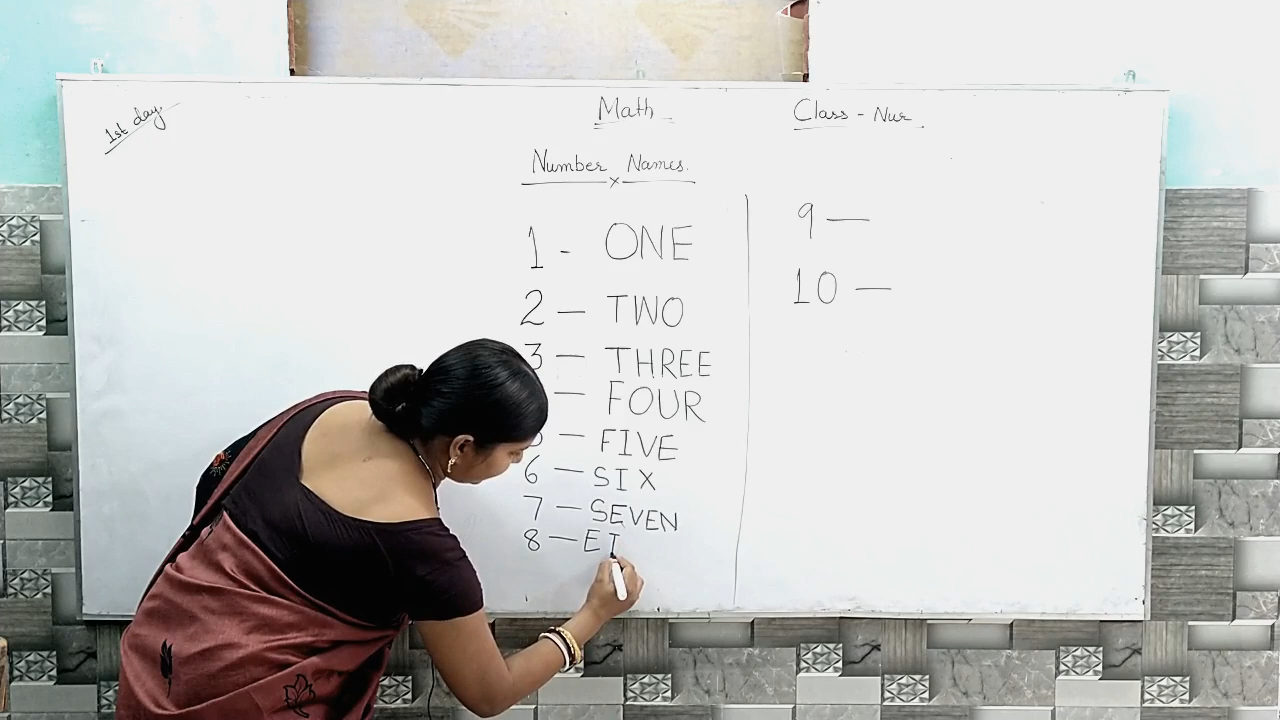 1st day.
Math
Class - Nur
Number Names.
x
1 - ONE
2 — TWO
3 — THREE
— FOUR
5 — FIVE
6 — SIX
7 — SEVEN
8 — EI
9 —
10 —